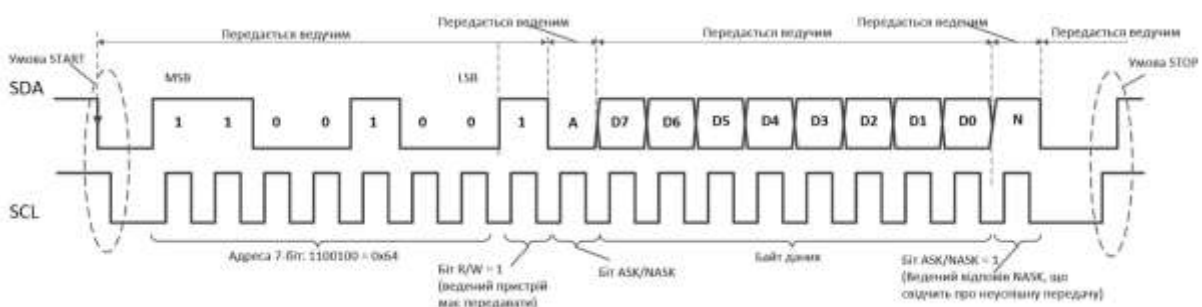 Передається веденим
Передається веденим
Передається ведучим
Передається ведучим
Передається ведучим
Умова START
MSB
LSB
Умова STOP
SDA
1 1 0 0 1 0 0 1 A D7 D6 D5 D4 D3 D2 D1 D0 N
SCL
Адреса 7-біт: 1100100 = 0x64
Біт R/W = 1
(ведений пристрій
має передавати)
Біт ASK/NASK
Байт даних
Біт ASK/NASK = 1
(Ведений відповів NASK, що
свідчить про неуспішну передачу)